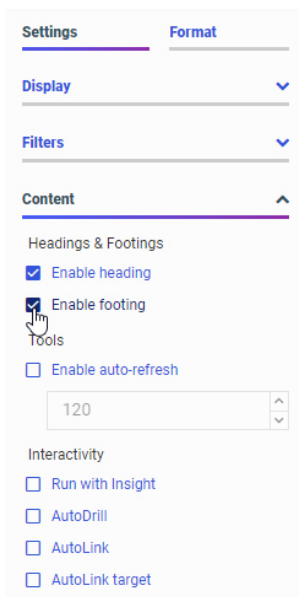 Settings Format
Display
Filters
Content
Headings & Footings
Enable heading
Enable footing
Tools
Enable auto-refresh
120
Interactivity
Run with Insight
AutoDrill
AutoLink
AutoLink target